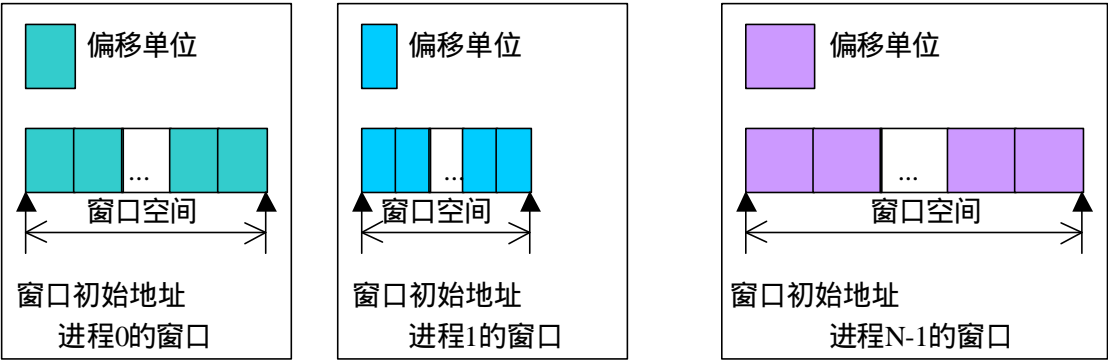 偏移单位
...
窗口空间
窗口初始地址
进程0的窗口
偏移单位
...
窗口空间
窗口初始地址
进程1的窗口
偏移单位
...
窗口空间
窗口初始地址
进程N-1的窗口